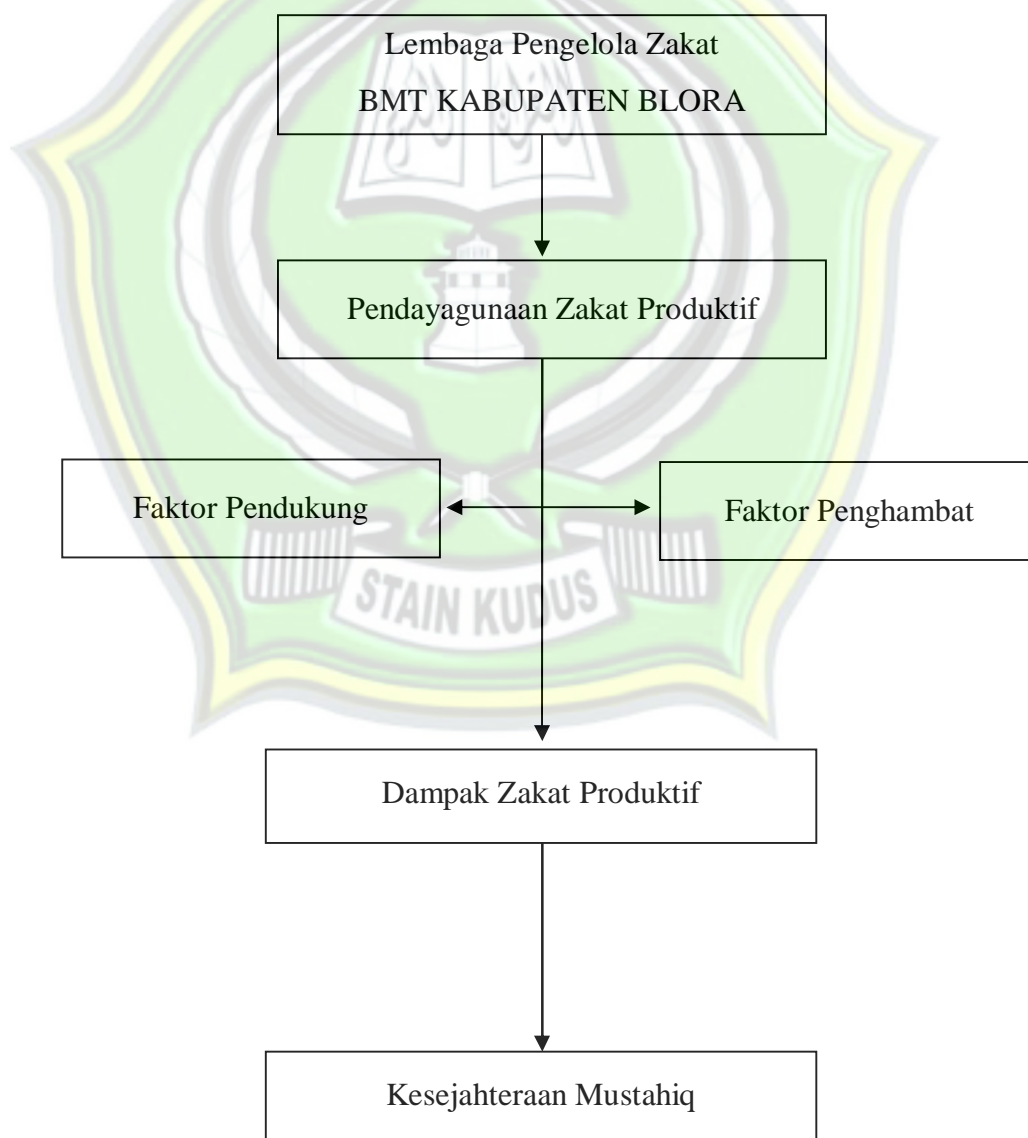 Lembaga Pengelola Zakat
BMT KABUPATEN BLORA
Pendayagunaan Zakat Produktif
Faktor Pendukung
Faktor Penghambat
STAIN KUDUS
Dampak Zakat Produktif
Kesejahteraan Mustahiq